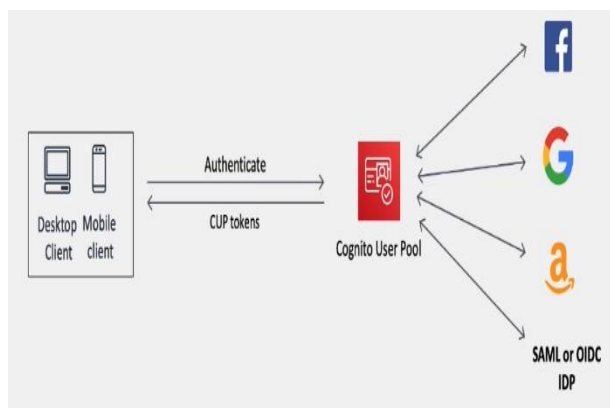 Authenticate
CUP tokens
Desktop Mobile
Client client
Cognito User Pool
SAML or OIDC
IDP